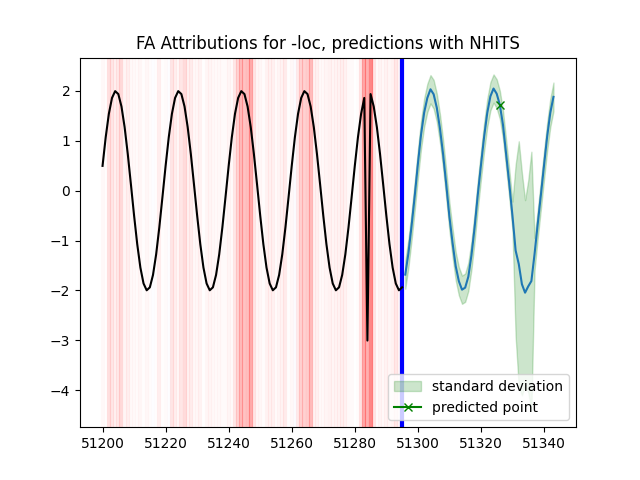 FA Attributions for -loc, predictions with NHITS
2
1
0
−1
−2
−3
−4
standard deviation
predicted point
51200 51220 51240 51260 51280 51300 51320 51340